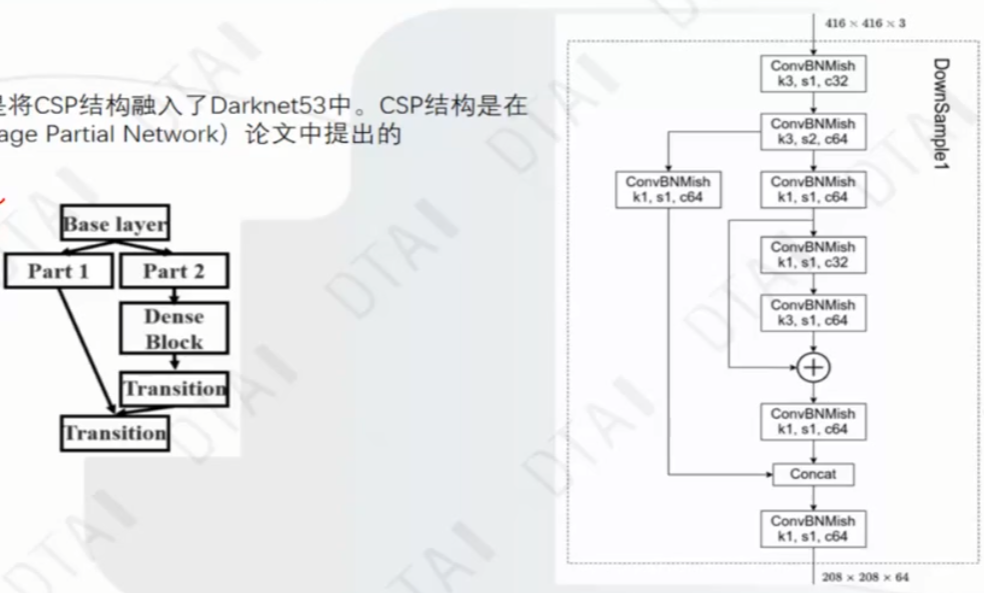 是将CSP结构融入了Darknet53中。CSP结构是在
age Partial Network）论文中提出的
Base layer
Part 1
Part 2
Dense
Block
Transition
Transition
416 × 416 × 3
DownSample1
ConvBNMish
k3, s1, c32
ConvBNMish
k3, s2, c64
ConvBNMish
k1, s1, c64
ConvBNMish
k1, s1, c64
ConvBNMish
k1, s1, c32
ConvBNMish
k3, s1, c64
ConvBNMish
k1, s1, c64
Concat
ConvBNMish
k1, s1, c64
208 × 208 × 64
DTAI
DTAI
DTAI
DTAI
DTAI
DTAI
DTAI
DTAI
TAI
TAI